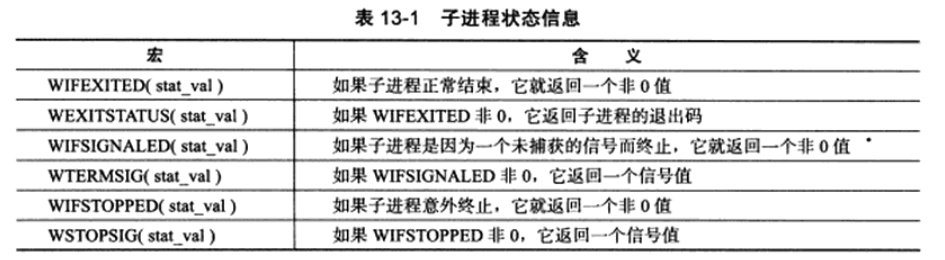 表 13-1 子进程状态信息
宏 含 义
WIFEXITED( stat_val ) 如果子进程正常结束，它就返回一个非 0 值
WEXITSTATUS( stat_val ) 如果 WIFEXITED 非 0，它返回子进程的退出码
WIFSIGNALED( stat_val ) 如果子进程是因为一个未捕获的信号而终止，它就返回一个非 0 值
WTERMSIG( stat_val ) 如果 WIFSIGNALED 非 0，它返回一个信号值
WIFSTOPPED( stat_val ) 如果子进程意外终止，它就返回一个非 0 值
WSTOPSIG( stat_val ) 如果 WIFSTOPPED 非 0，它返回一个信号值